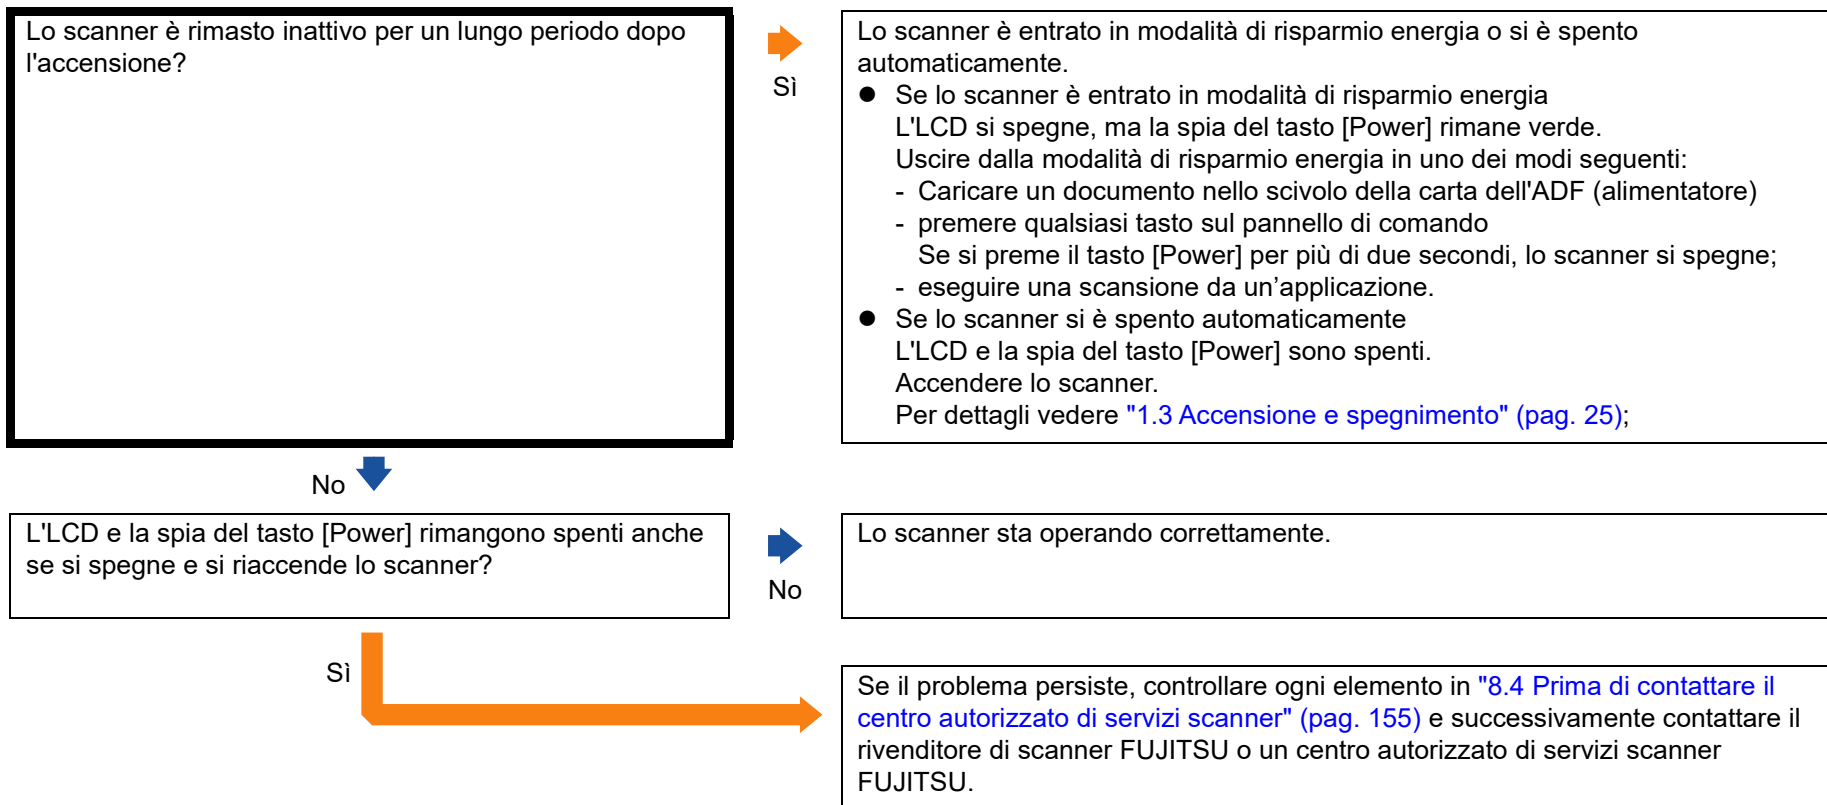 Lo scanner è rimasto inattivo per un lungo periodo dopo
l'accensione?
Sì
Lo scanner è entrato in modalità di risparmio energia o si è spento
automaticamente.
● Se lo scanner è entrato in modalità di risparmio energia
L'LCD si spegne, ma la spia del tasto [Power] rimane verde.
Uscire dalla modalità di risparmio energia in uno dei modi seguenti:
- Caricare un documento nello scivolo della carta dell'ADF (alimentatore)
- premere qualsiasi tasto sul pannello di comando
Se si preme il tasto [Power] per più di due secondi, lo scanner si spegne;
- eseguire una scansione da un’applicazione.
● Se lo scanner si è spento automaticamente
L'LCD e la spia del tasto [Power] sono spenti.
Accendere lo scanner.
Per dettagli vedere "1.3 Accensione e spegnimento" (pag. 25);
No
L'LCD e la spia del tasto [Power] rimangono spenti anche
se si spegne e si riaccende lo scanner?
No
Lo scanner sta operando correttamente.
Sì
Se il problema persiste, controllare ogni elemento in "8.4 Prima di contattare il
centro autorizzato di servizi scanner" (pag. 155) e successivamente contattare il
rivenditore di scanner FUJITSU o un centro autorizzato di servizi scanner
FUJITSU.